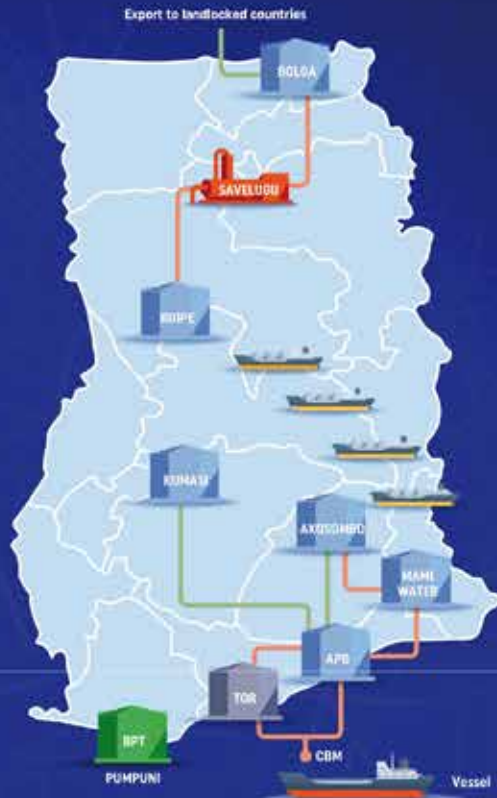 Export to landlocked countries
BOLGA
SAVELUGU
BUIPE
KUMASI
AKOSOMBO
MAMI
WATER
APD
TOR
BPT
PUMPUNI
CBM
Vessel